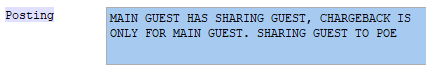 Posting
MAIN GUEST HAS SHARING GUEST, CHARGEBACK IS
ONLY FOR MAIN GUEST. SHARING GUEST TO POE